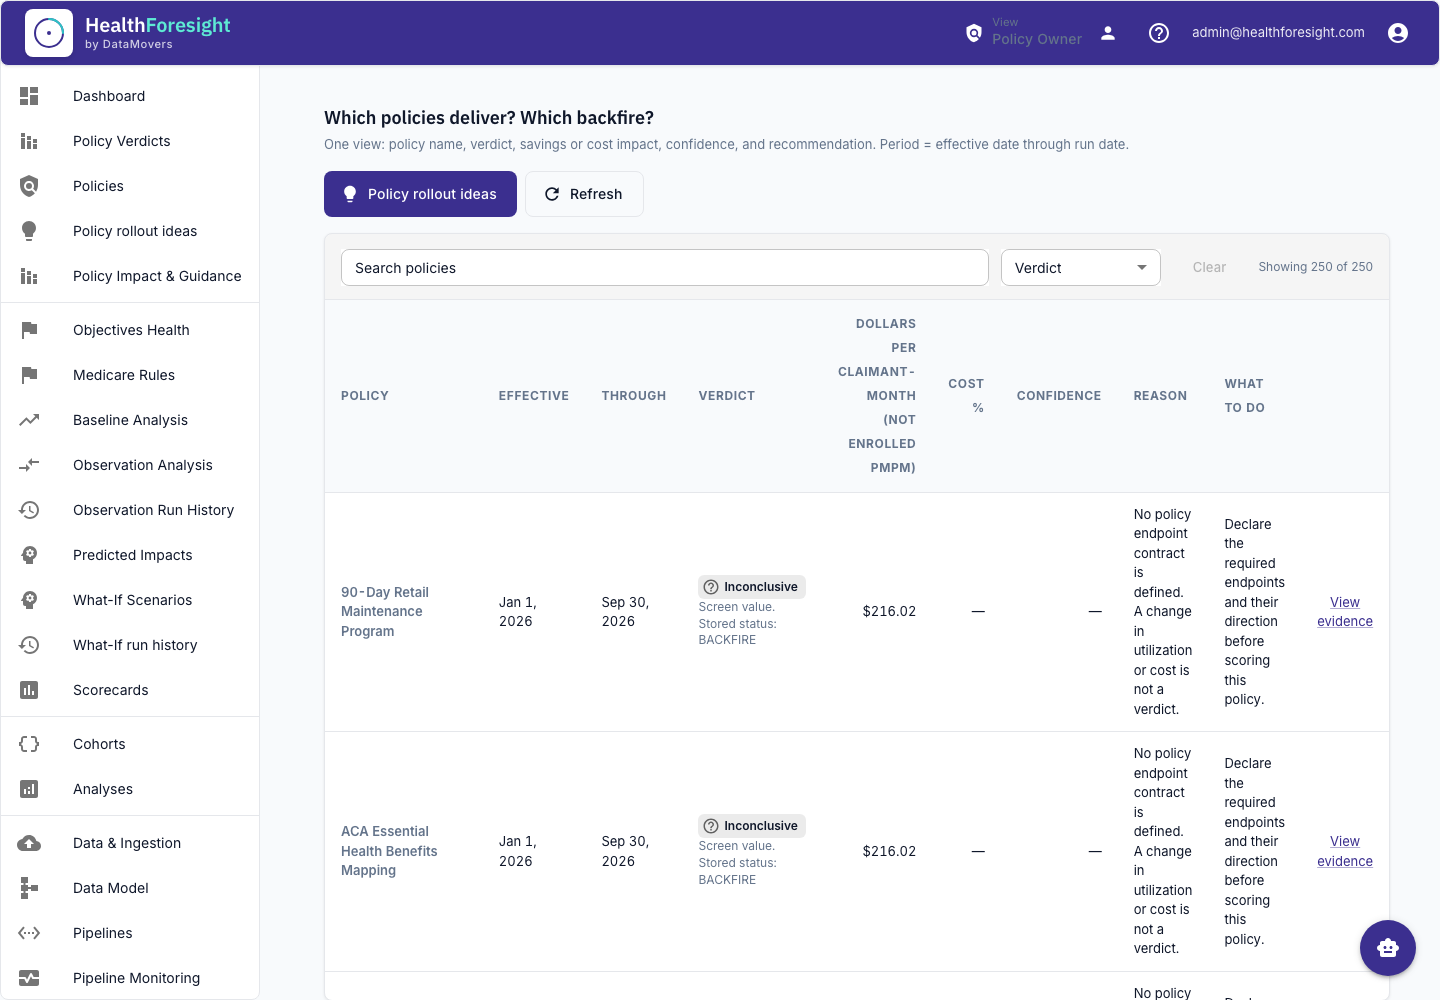 HealthForesight
by DataMovers
View
Policy Owner
admin@healthforesight.com
Dashboard
Policy Verdicts
Policies
Policy rollout ideas
Policy Impact & Guidance
Objectives Health
Medicare Rules
Baseline Analysis
Observation Analysis
Observation Run History
Predicted Impacts
What-If Scenarios
What-If run history
Scorecards
Cohorts
Analyses
Data & Ingestion
Data Model
Pipelines
Pipeline Monitoring
Which policies deliver? Which backfire?
One view: policy name, verdict, savings or cost impact, confidence, and recommendation. Period = effective date through run date.
Policy rollout ideas
Refresh
Search policies
Verdict
Clear
Showing 250 of 250
POLICY
EFFECTIVE
THROUGH
VERDICT
DOLLARS
PER
CLAIMANT-
MONTH
(NOT
ENROLLED
PMPM)
COST
%
CONFIDENCE
REASON
WHAT
TO DO
90-Day Retail
Maintenance
Program
Jan 1,
2026
Sep 30,
2026
Inconclusive
Screen value.
Stored status:
BACKFIRE
$216.02
—
—
No policy
endpoint
contract
is
defined.
A change
in
utilization
or cost is
not a
verdict.
Declare
the
required
endpoints
and their
direction
before
scoring
this
policy.
View
evidence
ACA Essential
Health Benefits
Mapping
Jan 1,
2026
Sep 30,
2026
Inconclusive
Screen value.
Stored status:
BACKFIRE
$216.02
—
—
No policy
endpoint
contract
is
defined.
A change
in
utilization
or cost is
not a
verdict.
Declare
the
required
endpoints
and their
direction
before
scoring
this
policy.
View
evidence
No policy